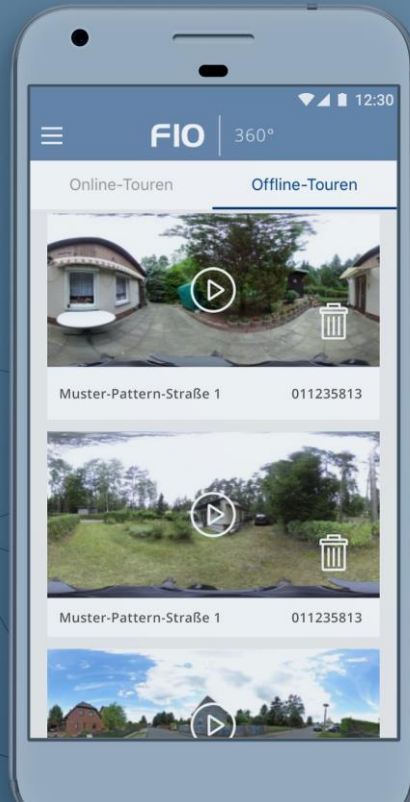 12:30
FIO 360°
Online-Touren Offline-Touren
Muster-Pattern-Straße 1 011235813
Muster-Pattern-Straße 1 011235813